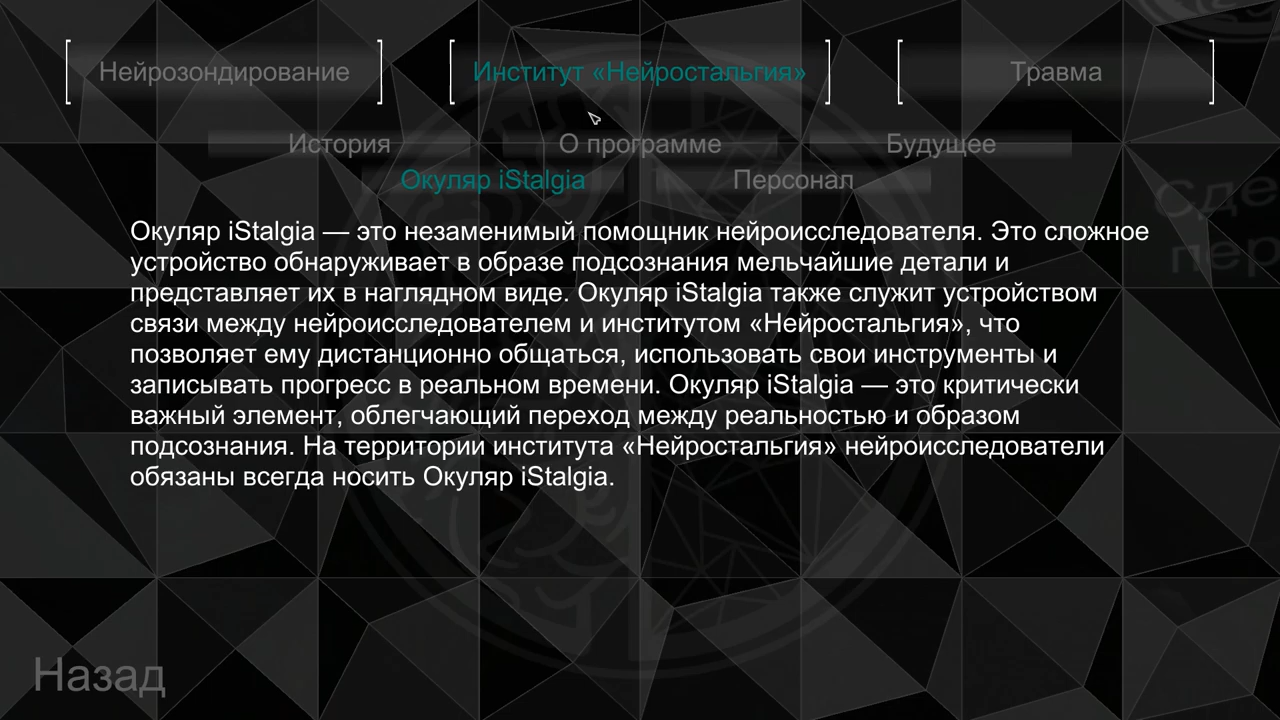 Нейрозондирование
Институт «Нейростальгия»
Травма
История
О программе
Будущее
Окуляр iStalgia
Персонал
Окуляр iStalgia — это незаменимый помощник нейроисследователя. Это сложное
устройство обнаруживает в образе подсознания мельчайшие детали и
представляет их в наглядном виде. Окуляр iStalgia также служит устройством
связи между нейроисследователем и институтом «Нейростальгия», что
позволяет ему дистанционно общаться, использовать свои инструменты и
записывать прогресс в реальном времени. Окуляр iStalgia — это критически
важный элемент, облегчающий переход между реальностью и образом
подсознания. На территории института «Нейростальгия» нейроисследователи
обязаны всегда носить Окуляр iStalgia.
Назад